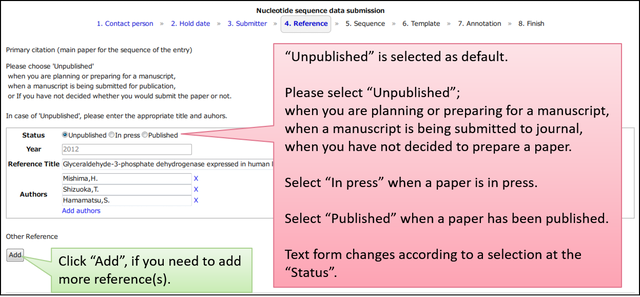 Nucleotide sequence data submission
1. Contact person » 2. Hold date » 3. Submitter » 4. Reference » 5. Sequence » 6. Template » 7. Annotation » 8. Finish
Primary citation (main paper for the sequence of the entry)
Please choose 'Unpublished'
when you are planning or preparing for a manuscript,
when a manuscript is being submitted for publication,
or If you have not decided whether you would submit the paper or not.
In case of 'Unpublished', please enter the appropriate title and auhors.
Status Unpublished In press Published
Year 2012
Reference Title Glyceraldehyde-3-phosphate dehydrogenase expressed in human
Authors
Mishima,H. X
Shizuoka,T. X
Hamamatsu,S. X
Add authors
Other Reference
Add
Click “Add”, if you need to add
more reference(s).
“Unpublished” is selected as default.
Please select “Unpublished”;
when you are planning or preparing for a manuscript,
when a manuscript is being submitted to journal,
when you have not decided to prepare a paper.
Select “In press” when a paper is in press.
Select “Published” when a paper has been published.
Text form changes according to a selection at the
“Status”.